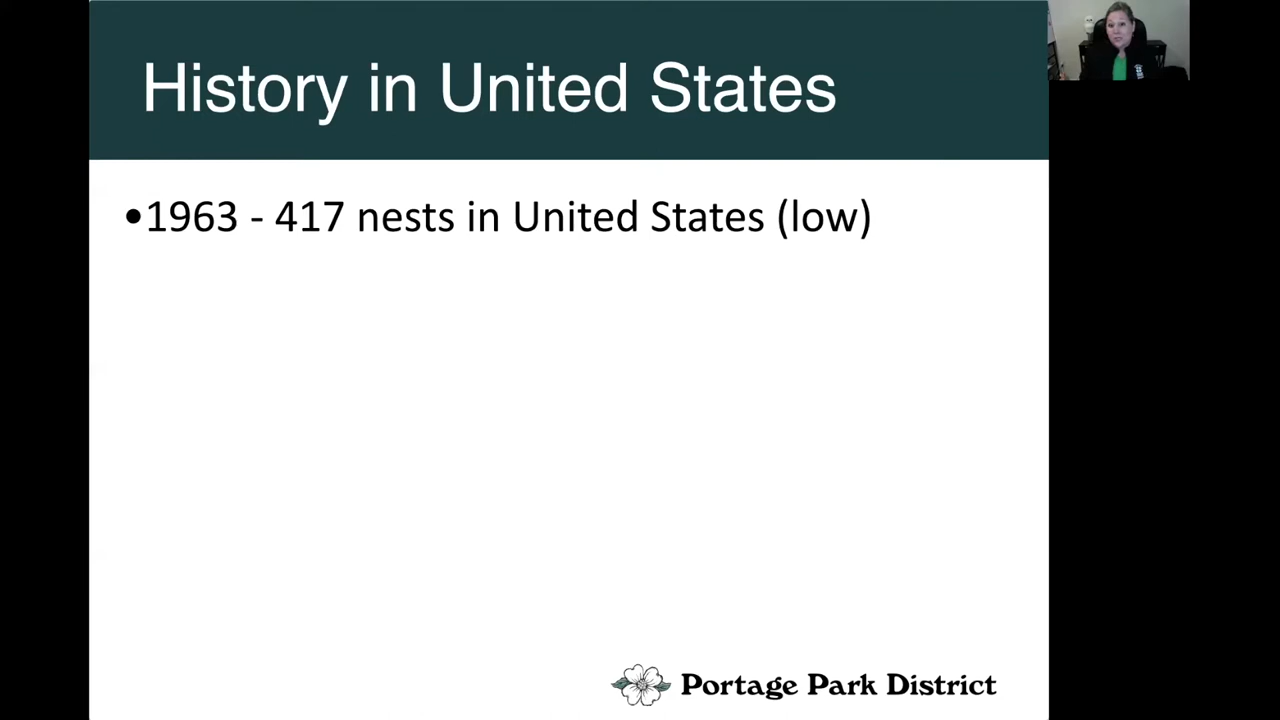 History in United States
•1963 - 417 nests in United States (low)
Portage Park District